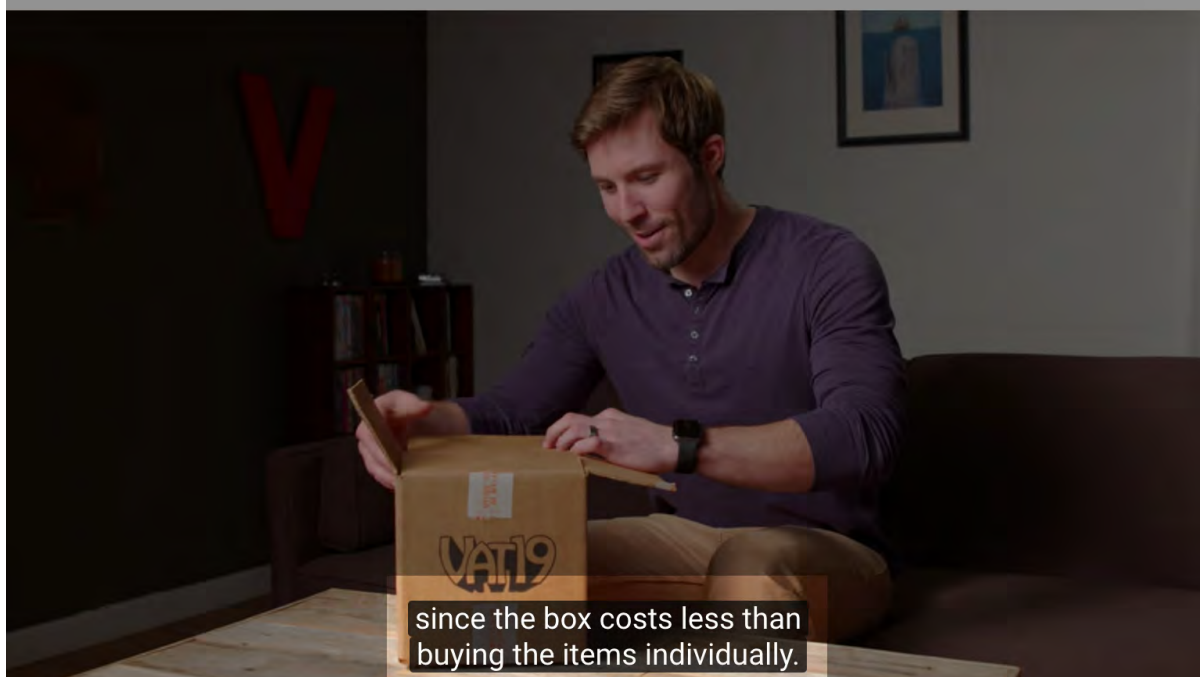 V
VAT19
since the box costs less than
buying the items individually.